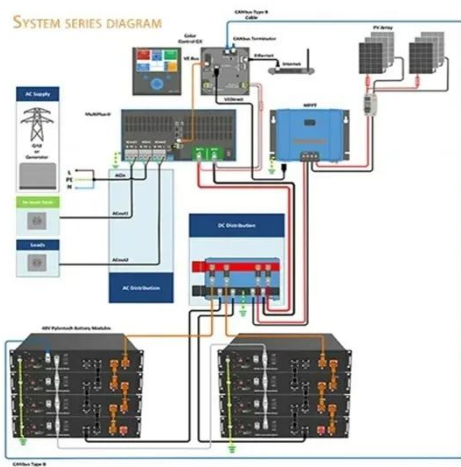 SYSTEM SERIES DIAGRAM
CANbus Type B
Cable
PV Array
Color
Control GX
CANbus Terminator
Ethernet
Internet
VE.Bus
VE.Direct
AC Supply
MultiPlus-II
MPPT
Grid
or
Generator
L
PE
N
ACin
ACout1
Loads
DC Distribution
ACout2
AC Distribution
48V Pylontech Battery Modules
CANbus Type B